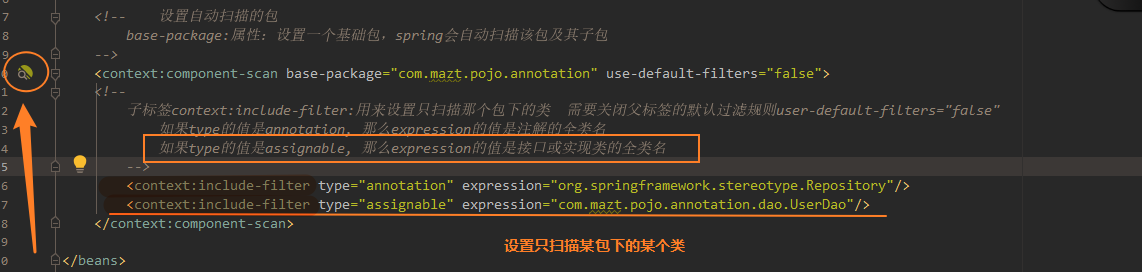 7 <!-- 设置自动扫描的包
8 base-package:属性: 设置一个基础包, spring会自动扫描该包及其子包
9 -->
0 <context:component-scan base-package="com.mazt.pojo.annotation" use-default-filters="false">
1 <!--
2 子标签context:include-filter:用来设置只扫描那个包下的类 需要关闭父标签的默认过滤规则user-default-filters="false"
3 如果type的值是annotation, 那么expression的值是注解的全类名
4 如果type的值是assignable, 那么expression的值是接口或实现类的全类名
5 -->
6 <context:include-filter type="annotation" expression="org.springframework.stereotype.Repository"/>
7 <context:include-filter type="assignable" expression="com.mazt.pojo.annotation.dao.UserDao"/>
8 </context:component-scan>
9 设置只扫描某包下的某个类
0 </beans>